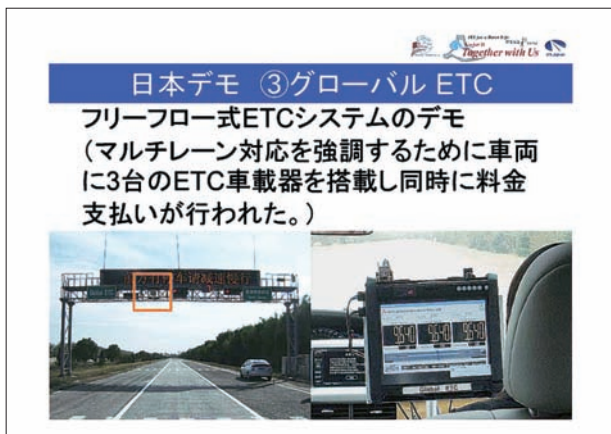 Together with Us
日本デモ ③グローバル ETC
フリーフロー式ETCシステムのデモ
(マルチレーン対応を強調するために車両
に3台のETC車載器を搭載し同時に料金
支払いが行われた。)
Global ETC